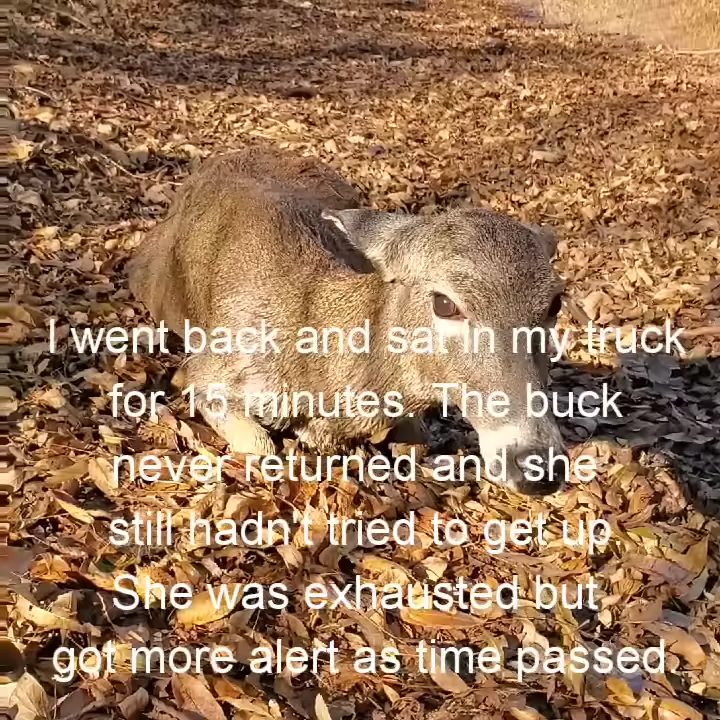 I went back and sat in my truck
for 15 minutes. The buck
never returned and she
still hadn't tried to get up
She was exhausted but
got more alert as time passed.